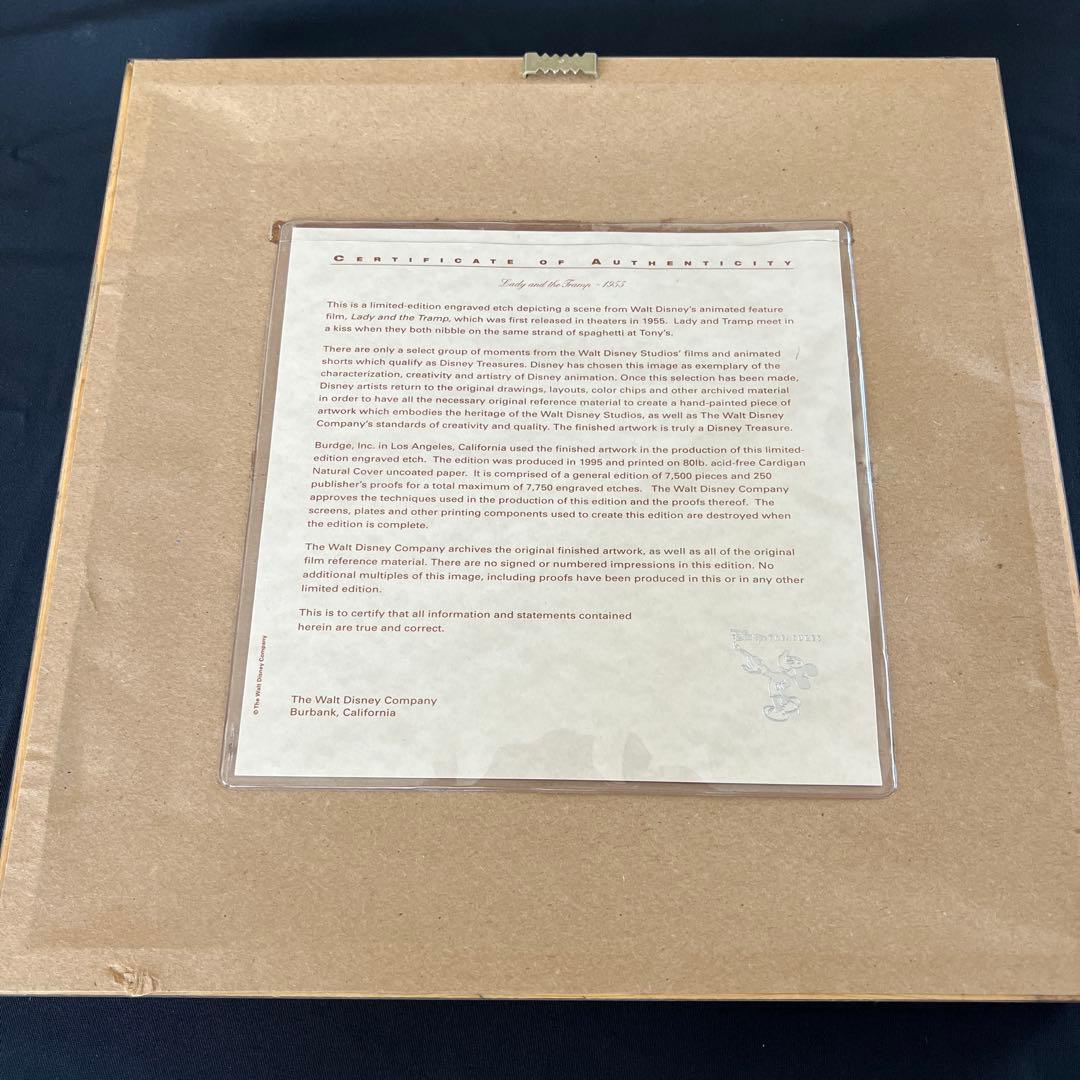 CERTIFICATE OF AUTHENTICITY
Lady and the Tramp - 1955
This is a limited-edition engraved etch depicting a scene from Walt Disney's animated feature
film, Lady and the Tramp, which was first released in theaters in 1955. Lady and Tramp meet in
a kiss when they both nibble on the same strand of spaghetti at Tony's.
There are only a select group of moments from the Walt Disney Studios' films and animated
shorts which qualify as Disney Treasures. Disney has chosen this image as exemplary of the
characterization, creativity and artistry of Disney animation. Once this selection has been made,
Disney artists return to the original drawings, layouts, color chips and other archived material
in order to have all the necessary original reference material to create a hand-painted piece of
artwork which embodies the heritage of the Walt Disney Studios, as well as The Walt Disney
Company's standards of creativity and quality. The finished artwork is truly a Disney Treasure.
Burdge, Inc. in Los Angeles, California used the finished artwork in the production of this limited-
edition engraved etch. The edition was produced in 1995 and printed on 80lb. acid-free Cardigan
Natural Cover uncoated paper. It is comprised of a general edition of 7,500 pieces and 250
publisher's proofs for a total maximum of 7,750 engraved etches. The Walt Disney Company
approves the techniques used in the production of this edition and the proofs thereof. The
screens, plates and other printing components used to create this edition are destroyed when
the edition is complete.
The Walt Disney Company archives the original finished artwork, as well as all of the original
film reference material. There are no signed or numbered impressions in this edition. No
additional multiples of this image, including proofs have been produced in this or in any other
limited edition.
This is to certify that all information and statements contained
herein are true and correct.
The Walt Disney Company
Burbank, California
© The Walt Disney Company
TREASURES